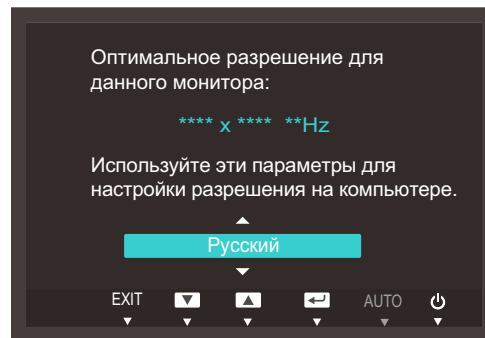 Оптимальное разрешение для
данного монитора:
**** x **** **Hz
Используйте эти параметры для
настройки разрешения на компьютере.
Русский
EXIT AUTO